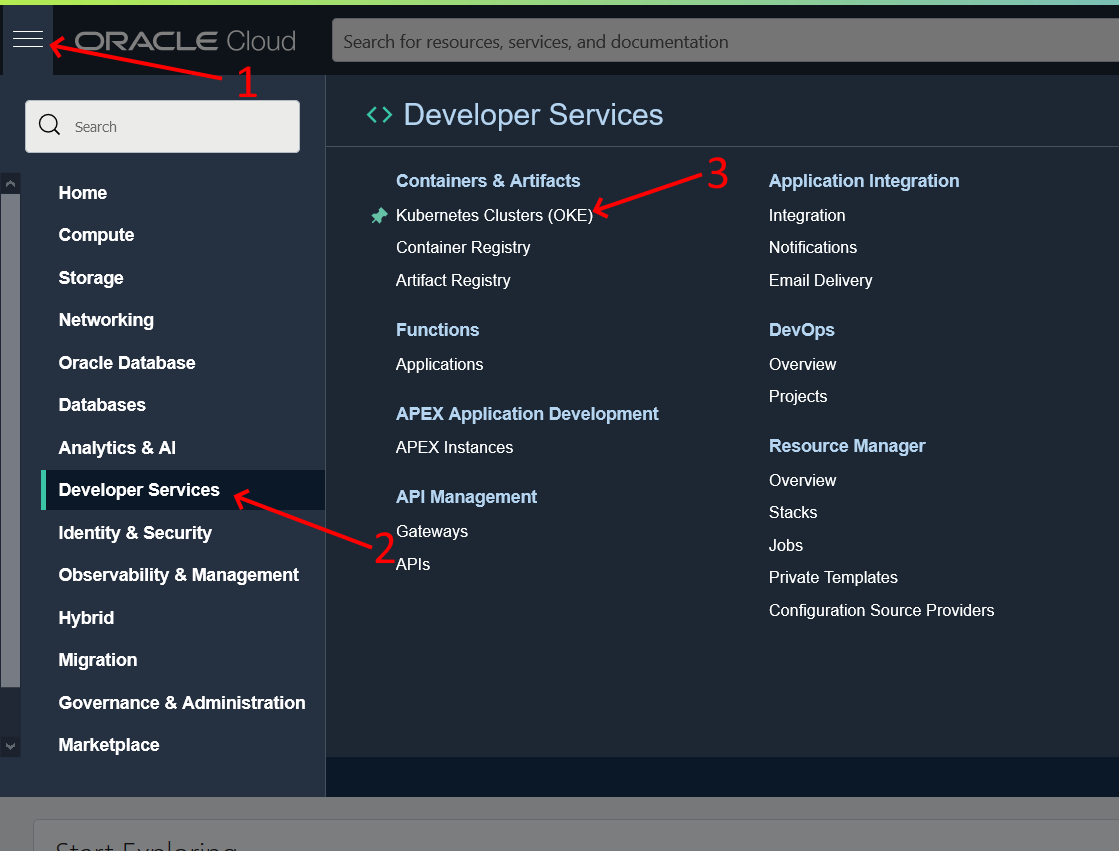 ORACLE Cloud
Search for resources, services, and documentation
1
Search
Home
Compute
Storage
Networking
Oracle Database
Databases
Analytics & AI
Developer Services
Identity & Security
Observability & Management
Hybrid
Migration
Governance & Administration
Marketplace
2
<> Developer Services
Containers & Artifacts
Kubernetes Clusters (OKE)
3
Container Registry
Artifact Registry
Functions
Applications
APEX Application Development
APEX Instances
API Management
Gateways
APIs
Application Integration
Integration
Notifications
Email Delivery
DevOps
Overview
Projects
Resource Manager
Overview
Stacks
Jobs
Private Templates
Configuration Source Providers
Start Exploring